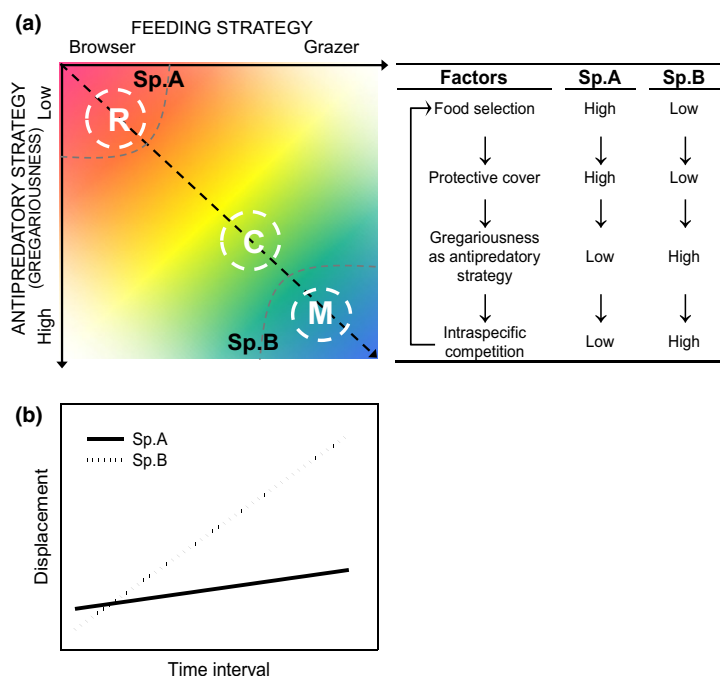 (a)
FEEDING STRATEGY
Browser Grazer
ANTIPREDATORY STRATEGY
(GREGARIOUSNESS)
Low
High
Sp.A
R
C
M
Sp.B
Factors Sp.A Sp.B
Food selection High Low
Protective cover High Low
Gregariousness
as antipredatory
strategy
Low High
Intraspecific
competition
Low High
(b)
Sp.A
Sp.B
Displacement
Time interval